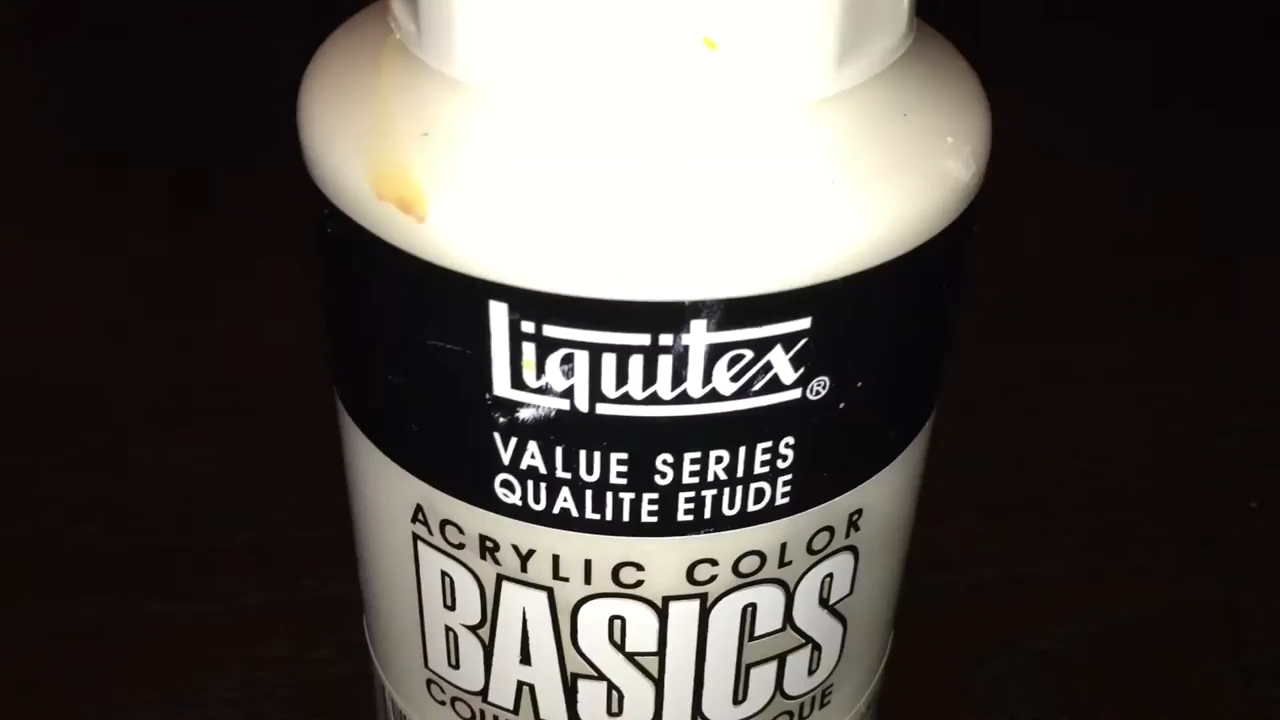 Liquitex®
VALUE SERIES
QUALITE ETUDE
ACRYLIC COLOR
BASICS